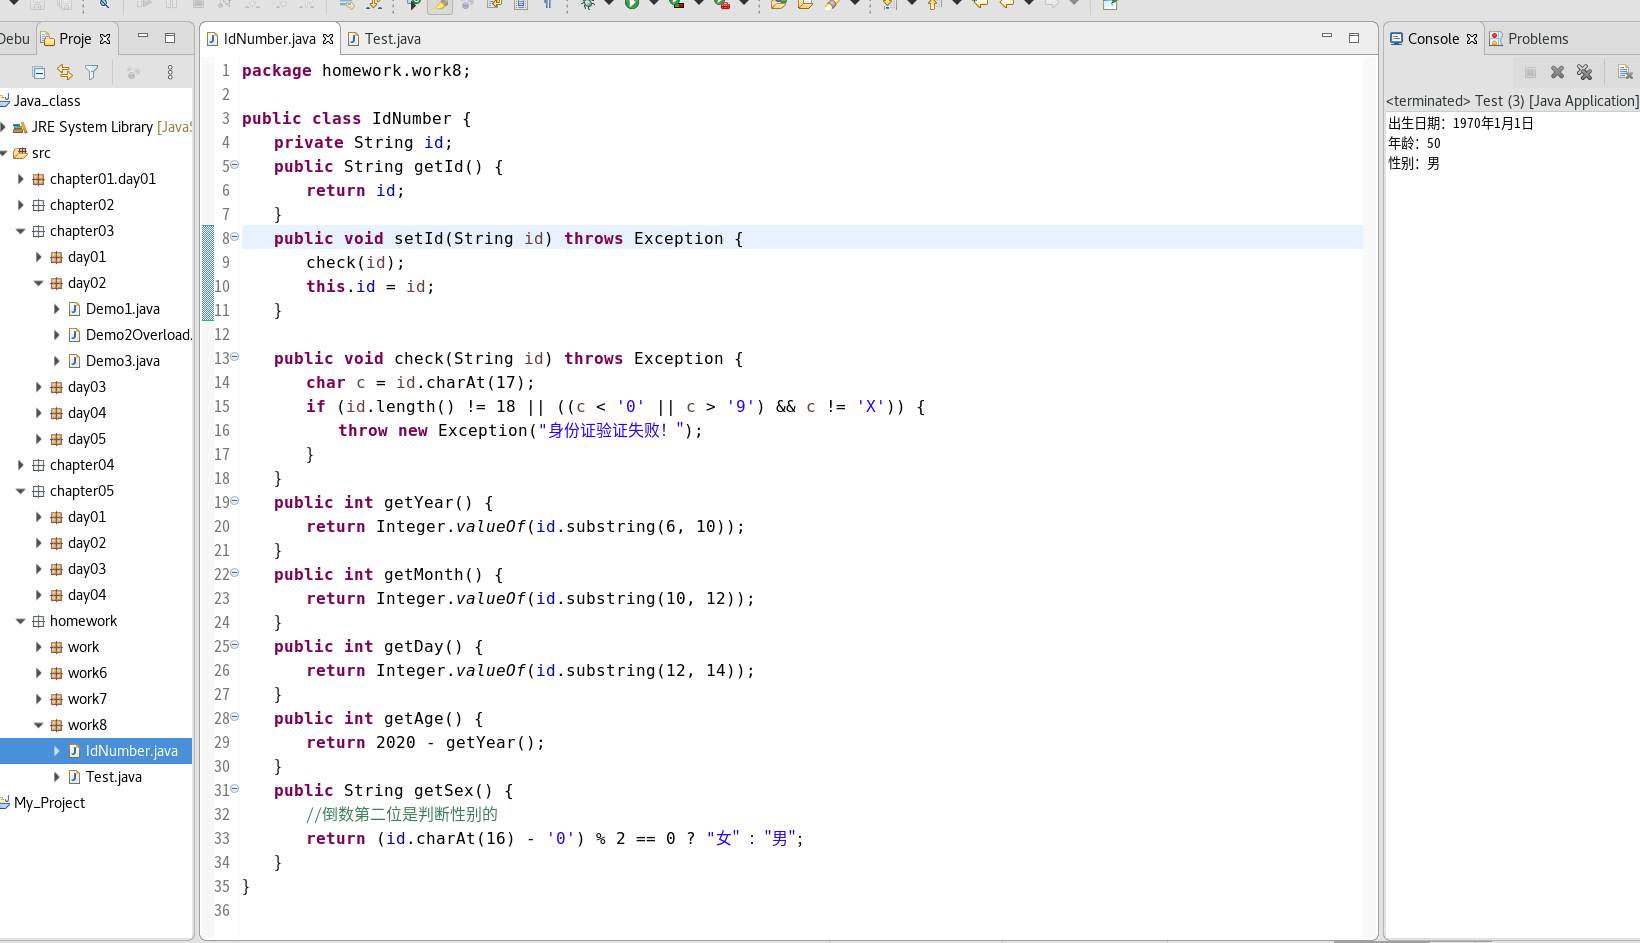 Debu
Proje
Java_class
JRE System Library [JavaS
src
chapter01.day01
chapter02
chapter03
day01
day02
Demo1.java
Demo2Overload.
Demo3.java
day03
day04
day05
chapter04
chapter05
day01
day02
day03
day04
homework
work
work6
work7
work8
IdNumber.java
Test.java
My_Project
IdNumber.java
Test.java
1 package homework.work8;
2
3 public class IdNumber {
4 private String id;
5 public String getId() {
6 return id;
7 }
8 public void setId(String id) throws Exception {
9 check(id);
10 this.id = id;
11 }
12
13 public void check(String id) throws Exception {
14 char c = id.charAt(17);
15 if (id.length() != 18 || ((c < '0' || c > '9') && c != 'X')) {
16 throw new Exception("身份证验证失败！");
17 }
18 }
19 public int getYear() {
20 return Integer.valueOf(id.substring(6, 10));
21 }
22 public int getMonth() {
23 return Integer.valueOf(id.substring(10, 12));
24 }
25 public int getDay() {
26 return Integer.valueOf(id.substring(12, 14));
27 }
28 public int getAge() {
29 return 2020 - getYear();
30 }
31 public String getSex() {
32 //倒数第二位是判断性别的
33 return (id.charAt(16) - '0') % 2 == 0 ? "女" : "男";
34 }
35 }
36
Console
Problems
<terminated> Test (3) [Java Application]
出生日期：1970年1月1日
年龄：50
性别：男